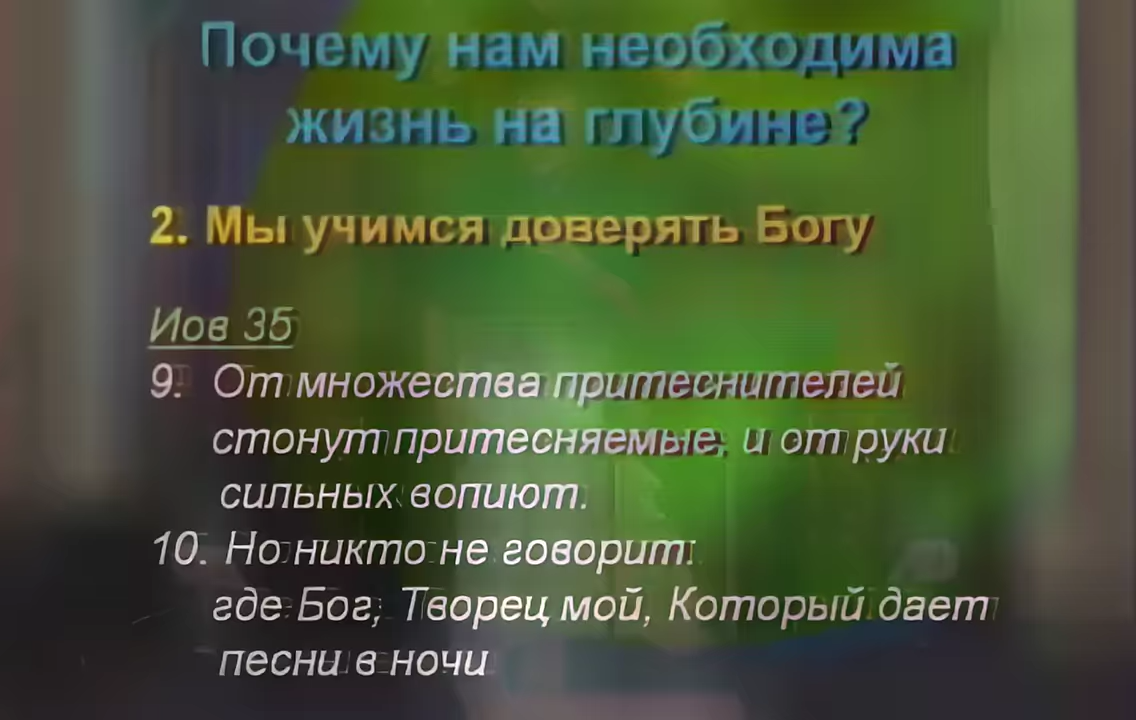 Почему нам необходима
жизнь на глубине?
2. Мы учимся доверять Богу
Иов 35
9. От множества притеснителей
стонут притесняемые, и от руки
сильных вопиют.
10. Но никто не говорит:
где Бог, Творец мой, Который дает
песни в ночи